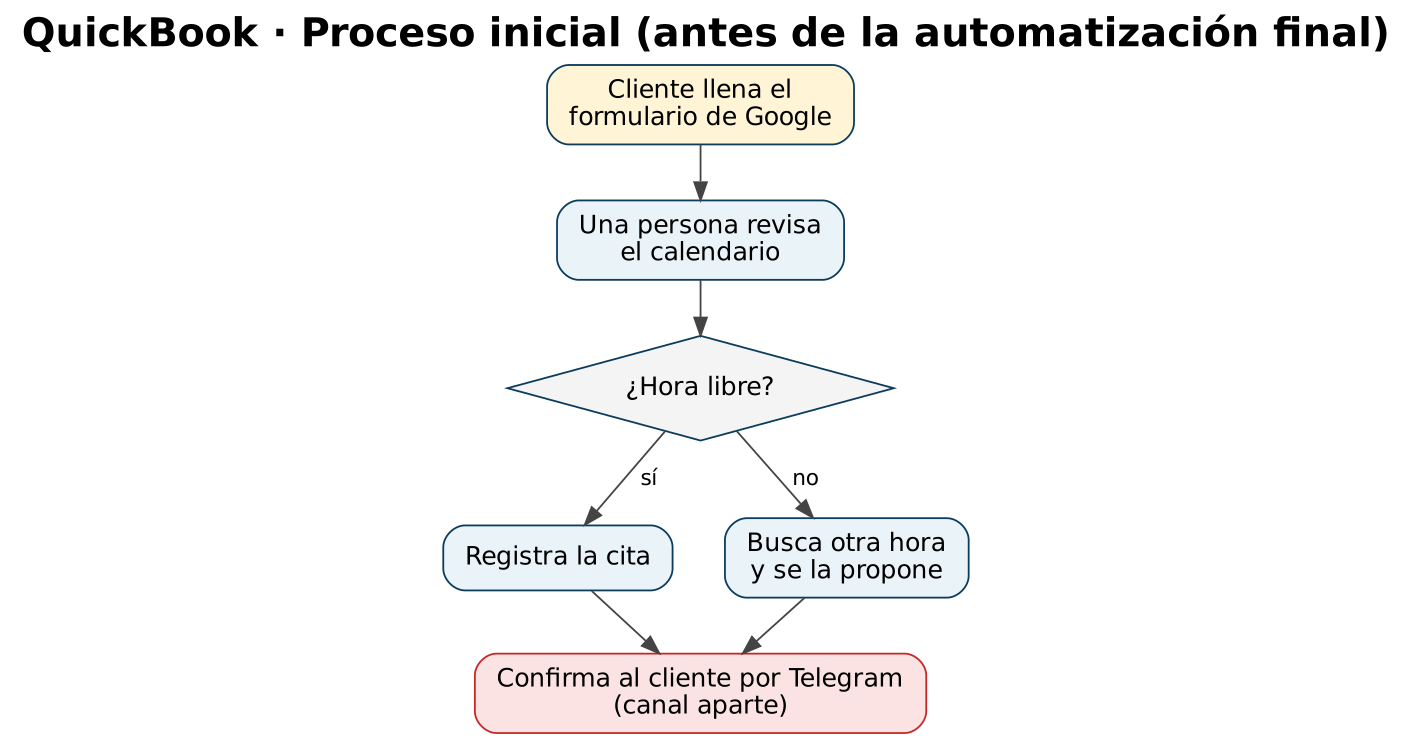 QuickBook · Proceso inicial (antes de la automatización final)
Cliente llena el
formulario de Google
Una persona revisa
el calendario
¿Hora libre?
sí
no
Registra la cita
Busca otra hora
y se la propone
Confirma al cliente por Telegram
(canal aparte)